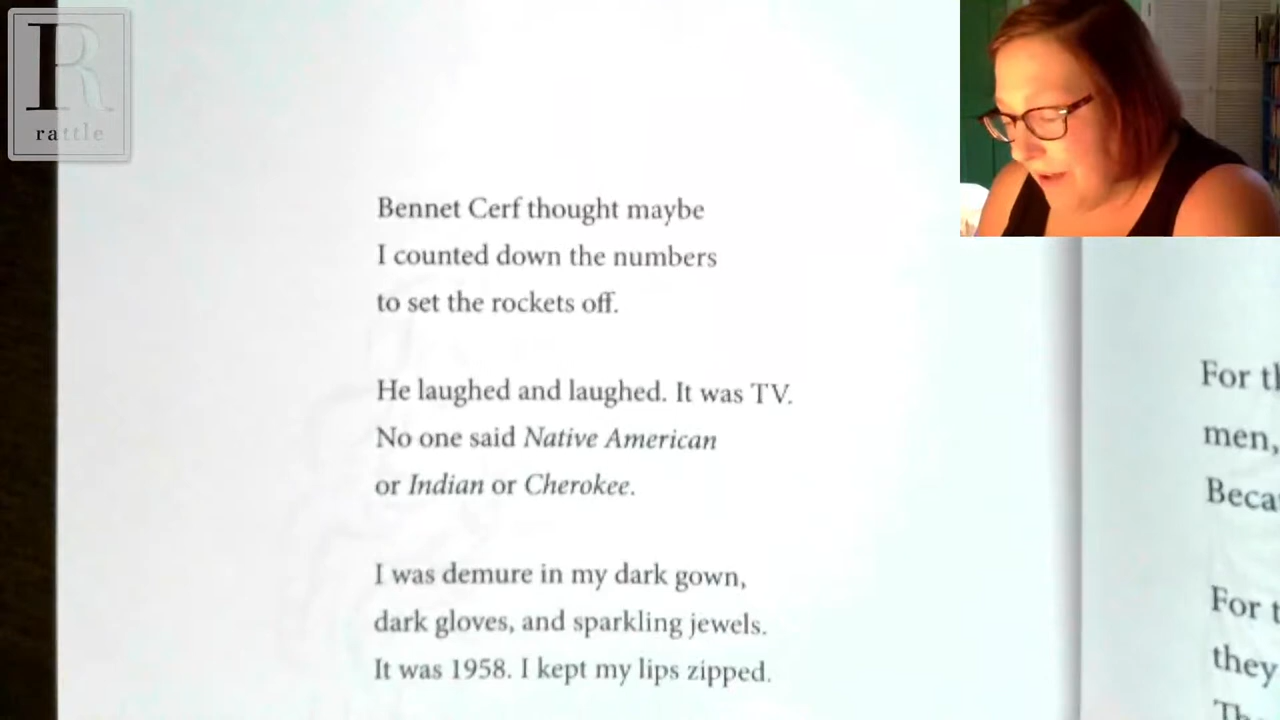 R
rattle
Bennet Cerf thought maybe
I counted down the numbers
to set the rockets off.
He laughed and laughed. It was TV.
No one said Native American
or Indian or Cherokee.
I was demure in my dark gown,
dark gloves, and sparkling jewels.
It was 1958. I kept my lips zipped.
For
men,
For
they